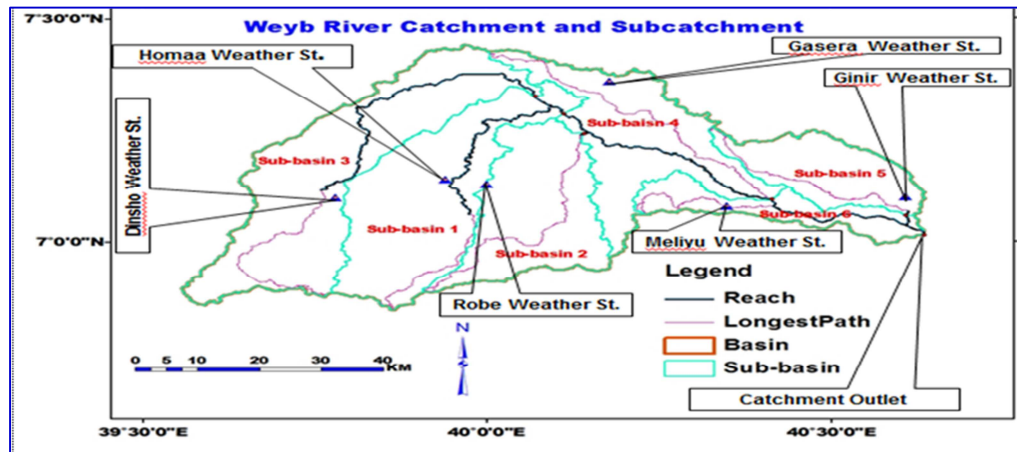 7°30'0"N
Weyb River Catchment and Subcatchment
Homaa Weather St.
Gasera Weather St.
Ginir Weather St.
Dinsho Weather St.
Sub-baisn 4
Sub-basin 3
Sub-basin 5
Sub-basin 1
Sub-basin 6
7°0'0"N
Meliyu Weather St.
Sub-basin 2
Legend
Robe Weather St.
Reach
LongestPath
N
Basin
0 5 10 20 30 40
KM
Sub-basin
Catchment Outlet
39°30'0"E
40°0'0"E
40°30'0"E